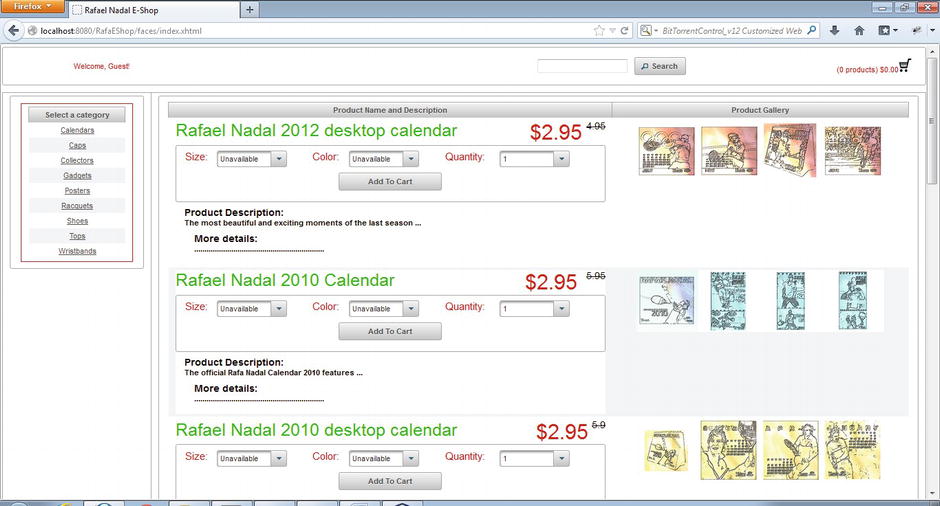 Firefox
Rafael Nadal E-Shop
localhost:8080/RafaEShop/faces/index.xhtml
BitTorrentControl_v12 Customized Web
Welcome, Guest!
Search
(0 products) $0.00
Select a category
Calendars
Caps
Collectors
Gadgets
Posters
Racquets
Shoes
Tops
Wristbands
Product Name and Description
Product Gallery
Rafael Nadal 2012 desktop calendar
$2.95 4.95
Size: Unavailable Color: Unavailable Quantity: 1
Add To Cart
Product Description:
The most beautiful and exciting moments of the last season ...
More details:
Rafael Nadal 2010 Calendar
$2.95 5.95
Size: Unavailable Color: Unavailable Quantity: 1
Add To Cart
Product Description:
The official Rafa Nadal Calendar 2010 features ...
More details:
Rafael Nadal 2010 desktop calendar
$2.95 5.9
Size: Unavailable Color: Unavailable Quantity: 1
Add To Cart